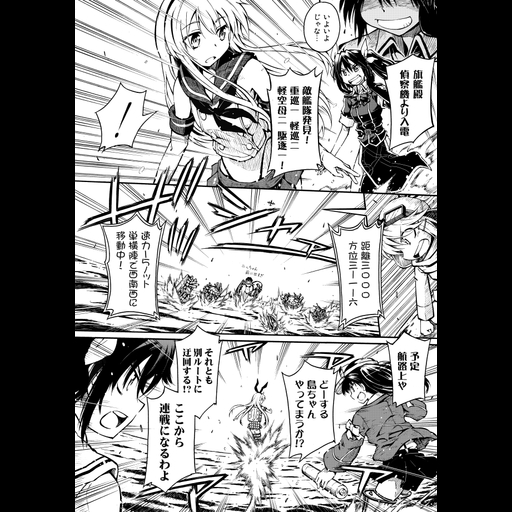 いよいよ
じゃな…
旗艦殿
偵察機より入電
敵艦隊発見!
重巡一 軽巡二
軽空母二 駆逐一!
!
距離三〇〇〇
方位三一一六
速力一五ノット
単横陣で西南西に
移動中!
予定
航路上や
どーする
島ちゃん
やってまうか!?
それとも
別ルートに
迂回する!?
ここから
連戦になるわよ